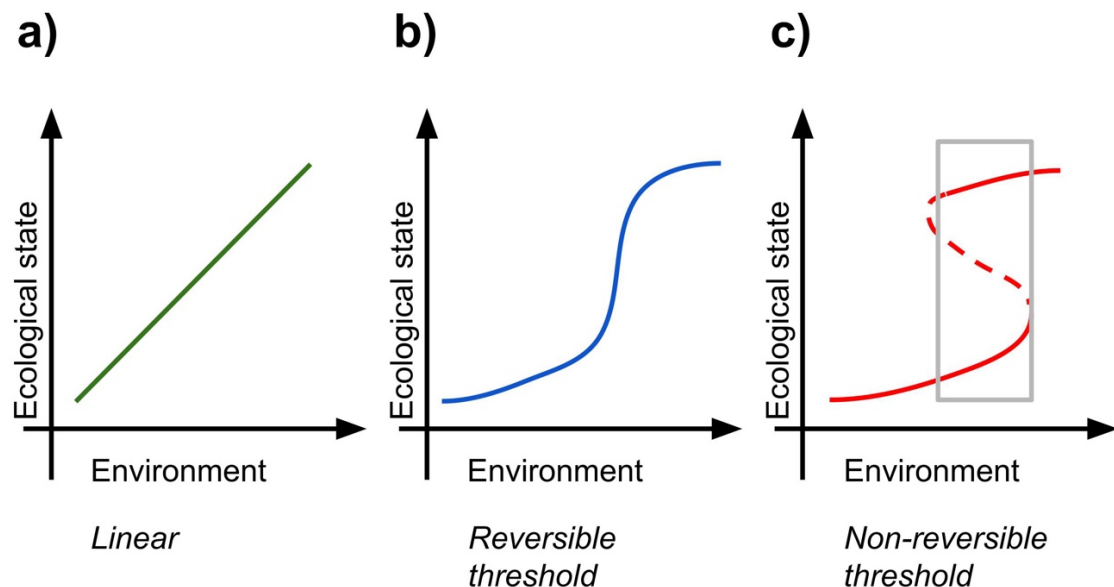 a)
b)
c)
Ecological state
Environment
Linear
Ecological state
Environment
Reversible
threshold
Ecological state
Environment
Non-reversible
threshold